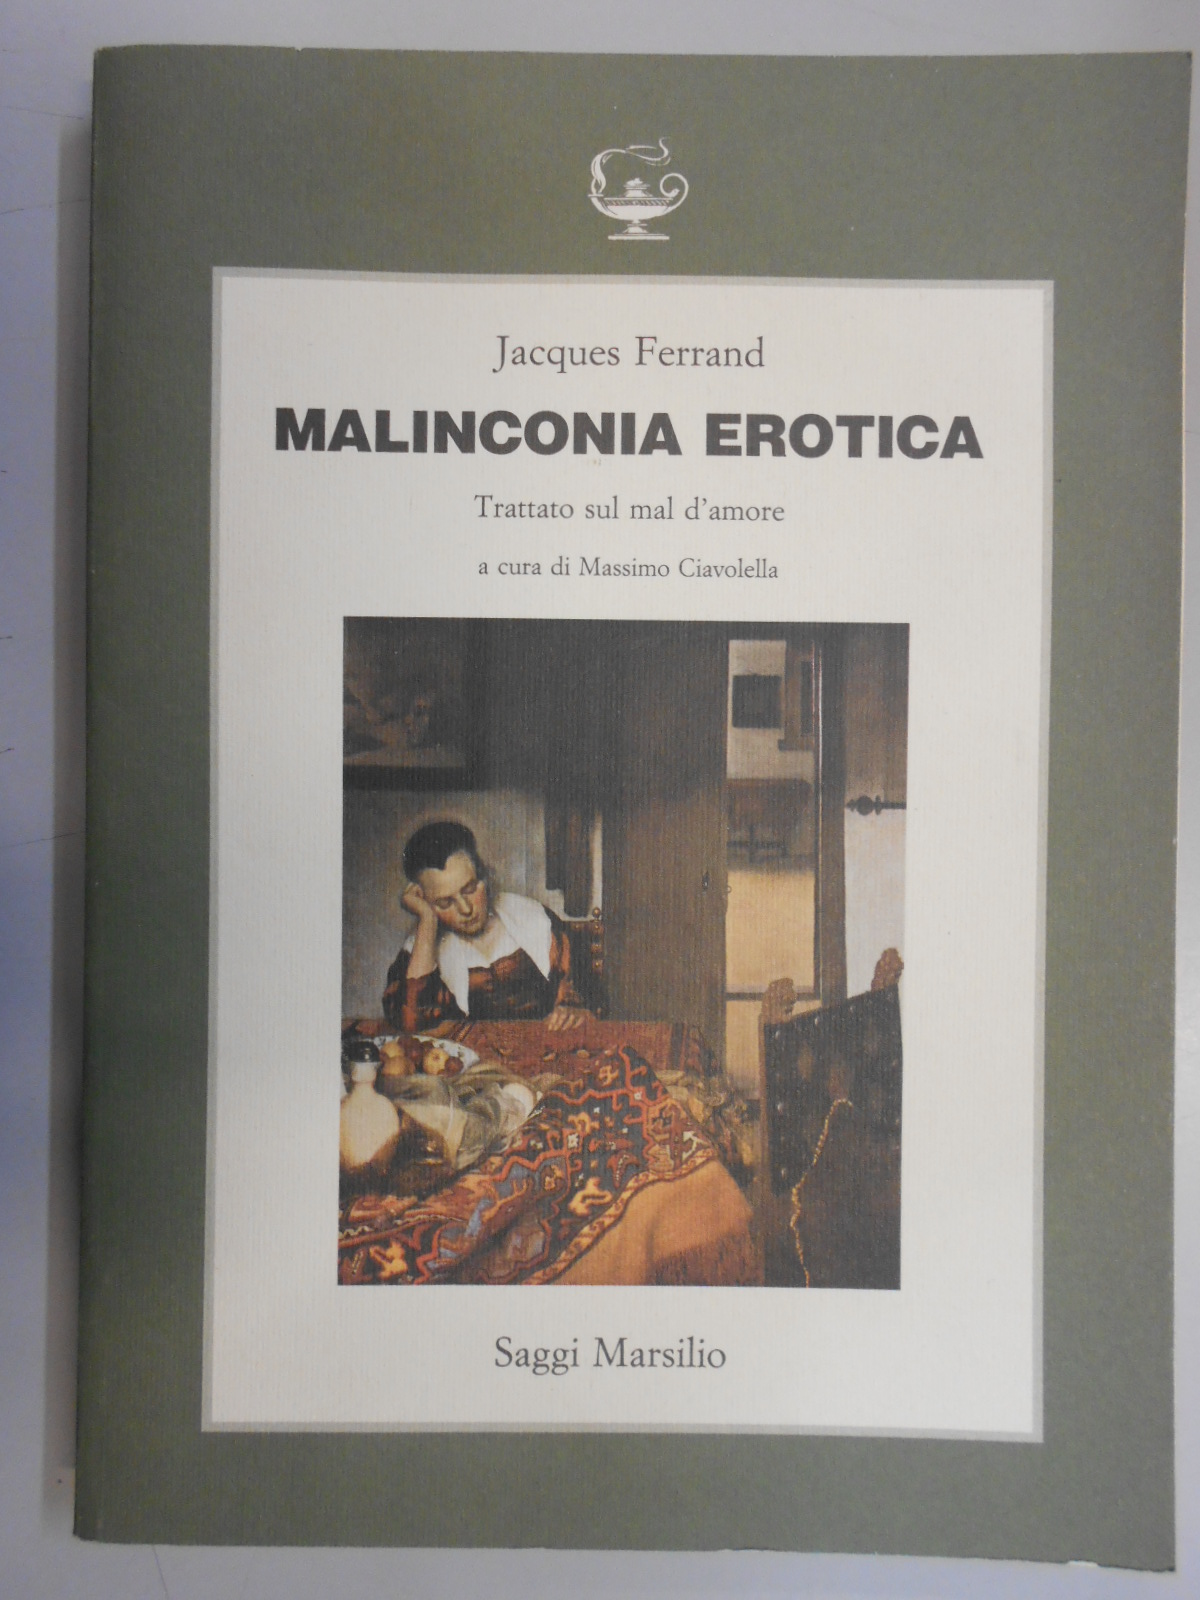 Jacques Ferrand
MALINCONIA EROTICA
Trattato sul mal d'amore
a cura di Massimo Ciavolella
Saggi Marsilio